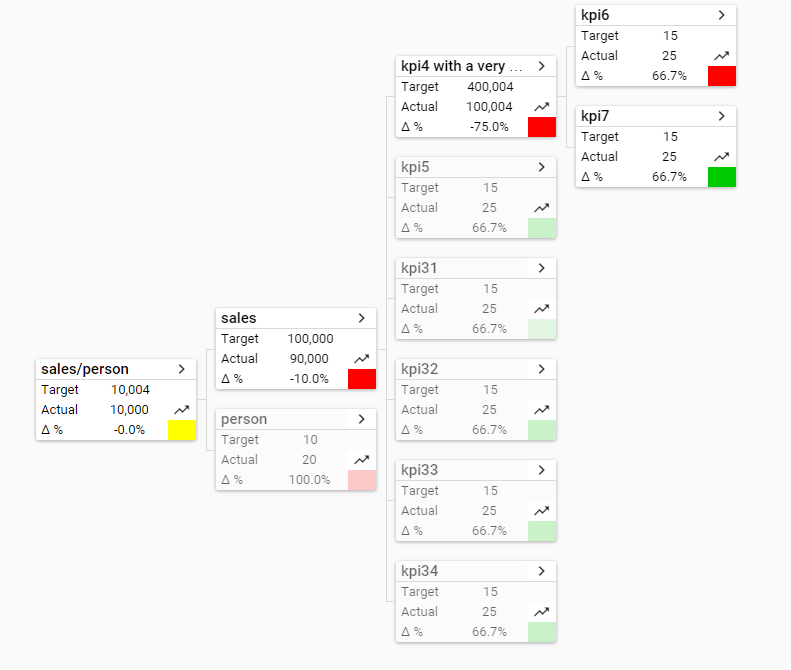 sales/person
Target 10,004
Actual 10,000
Δ % -0.0%
sales
Target 100,000
Actual 90,000
Δ % -10.0%
person
Target 10
Actual 20
Δ % 100.0%
kpi4 with a very ...
Target 400,004
Actual 100,004
Δ % -75.0%
kpi5
Target 15
Actual 25
Δ % 66.7%
kpi31
Target 15
Actual 25
Δ % 66.7%
kpi32
Target 15
Actual 25
Δ % 66.7%
kpi33
Target 15
Actual 25
Δ % 66.7%
kpi34
Target 15
Actual 25
Δ % 66.7%
kpi6
Target 15
Actual 25
Δ % 66.7%
kpi7
Target 15
Actual 25
Δ % 66.7%